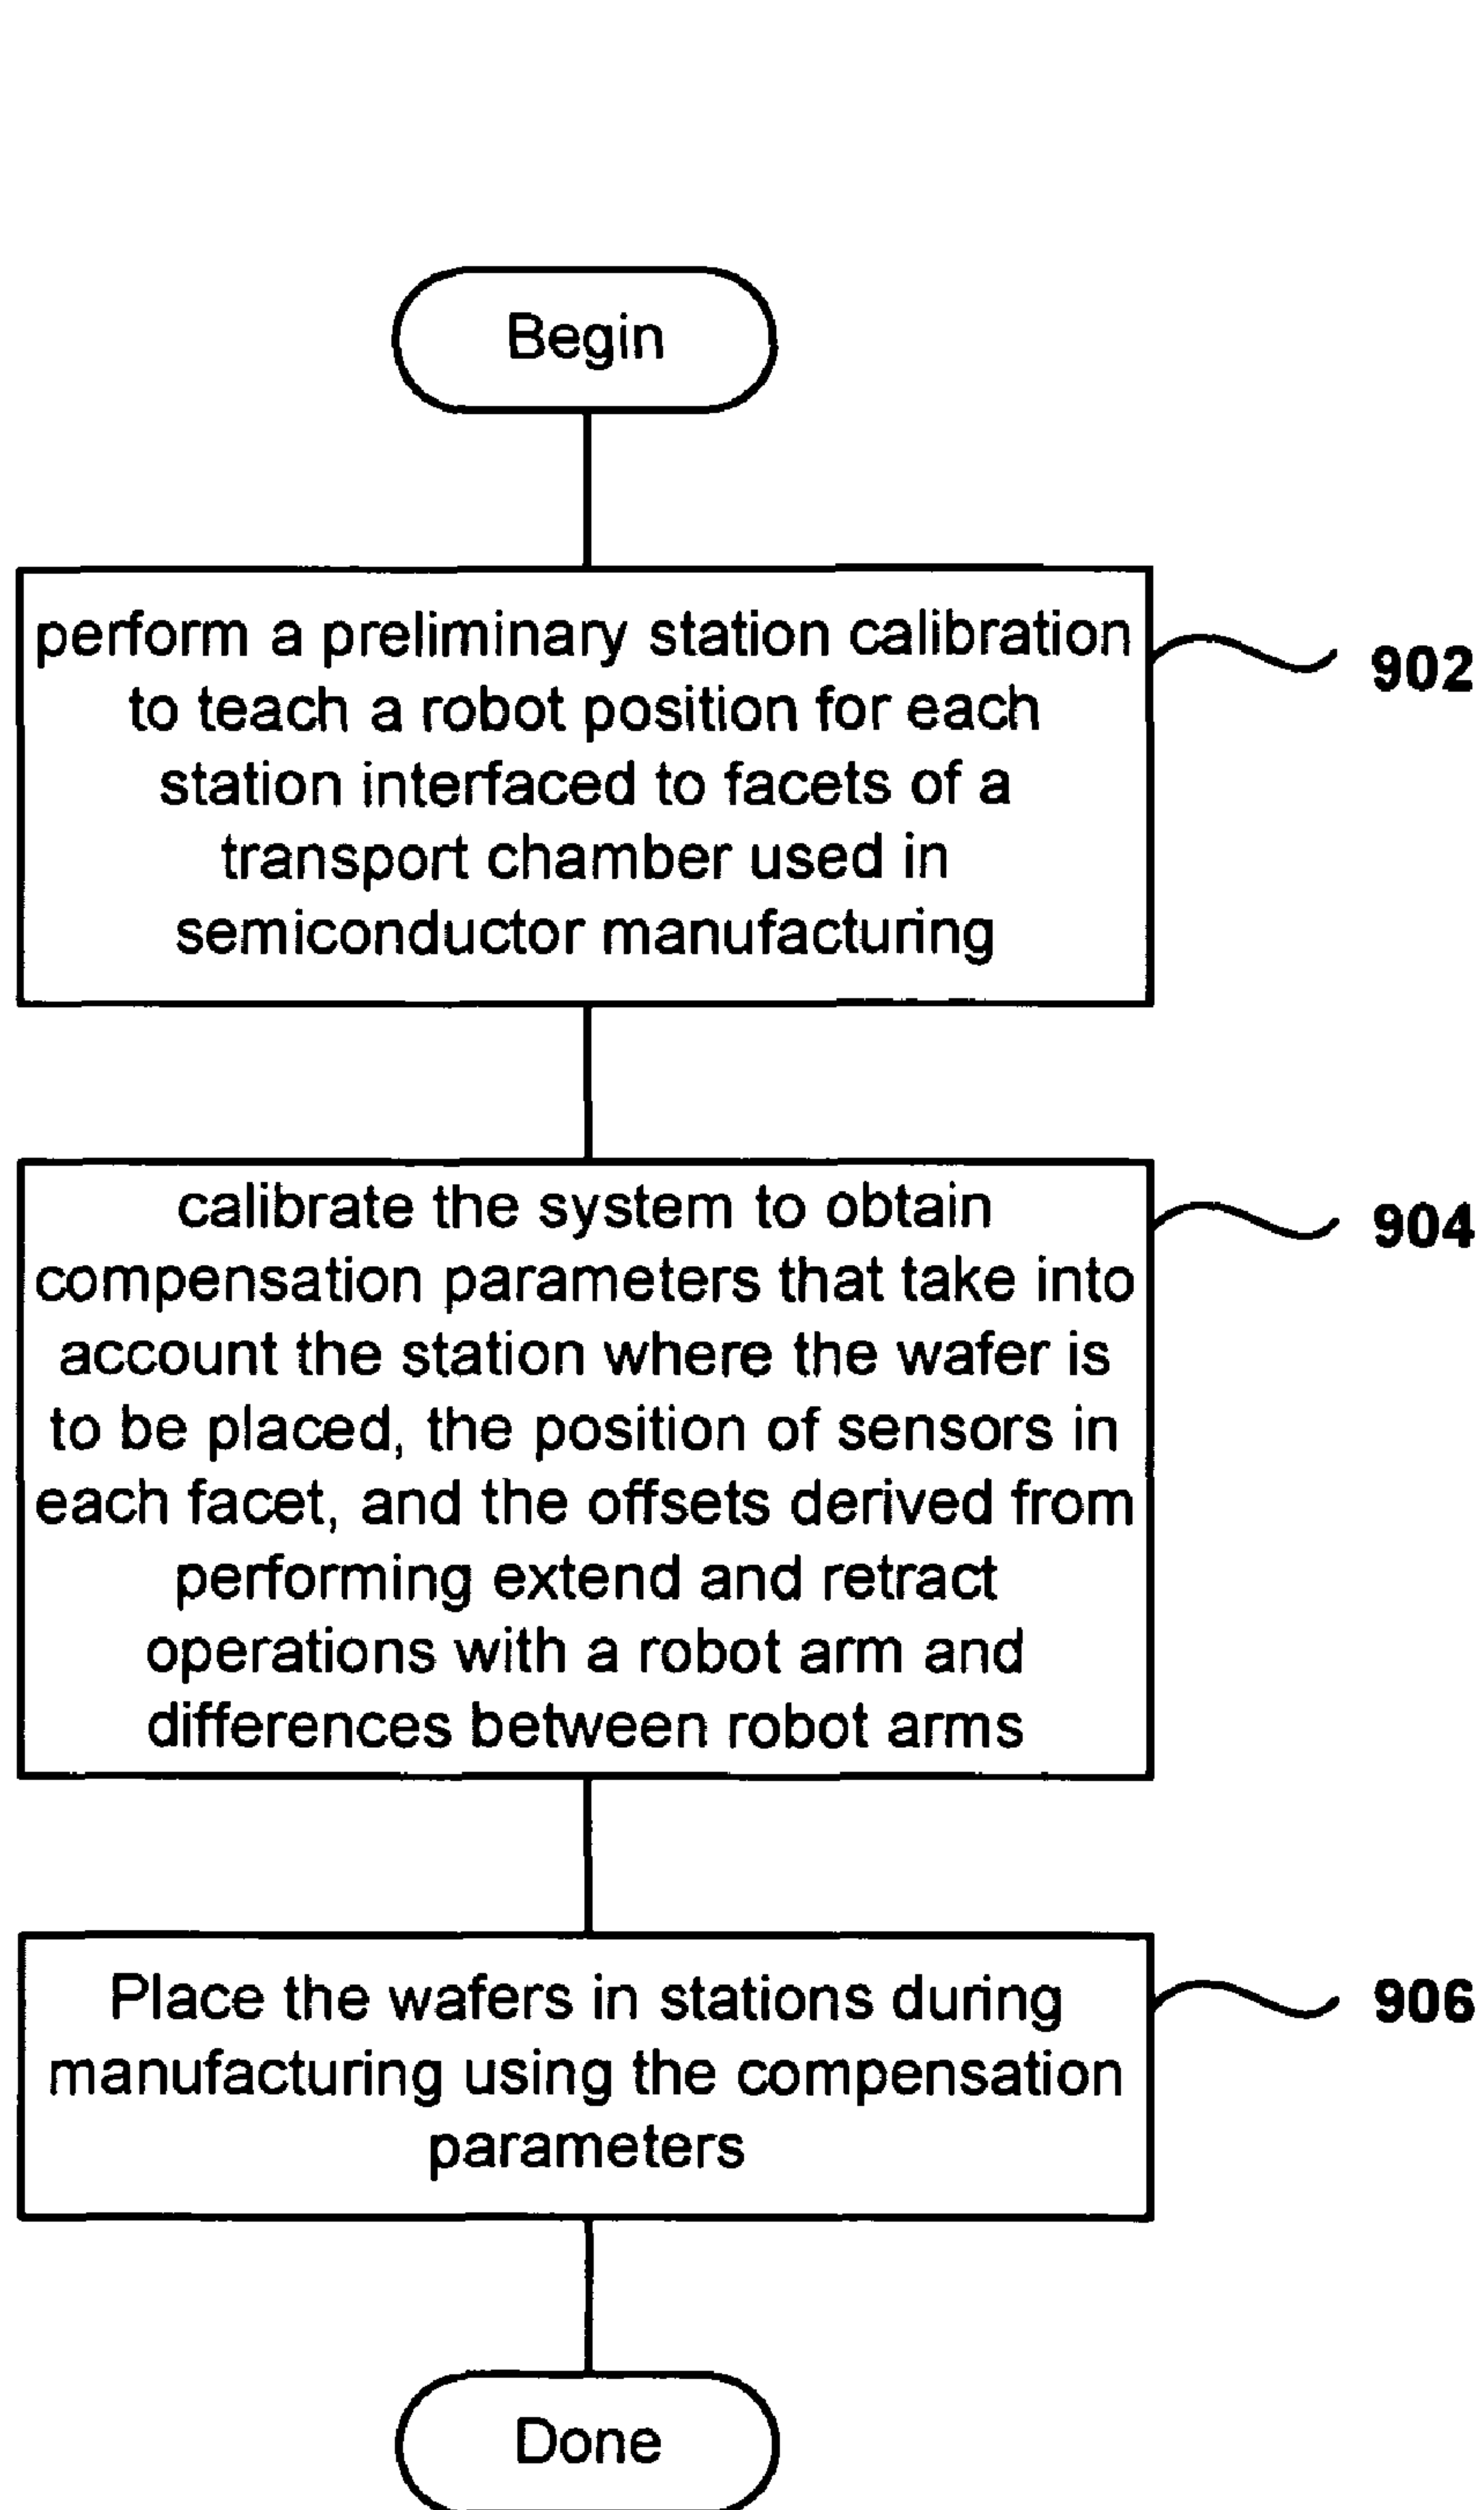 Begin
perform a preliminary station calibration
to teach a robot position for each
station interfaced to facets of a
transport chamber used in
semiconductor manufacturing
902
calibrate the system to obtain
compensation parameters that take into
account the station where the wafer is
to be placed, the position of sensors in
each facet, and the offsets derived from
performing extend and retract
operations with a robot arm and
differences between robot arms
904
Place the wafers in stations during
manufacturing using the compensation
parameters
906
Done